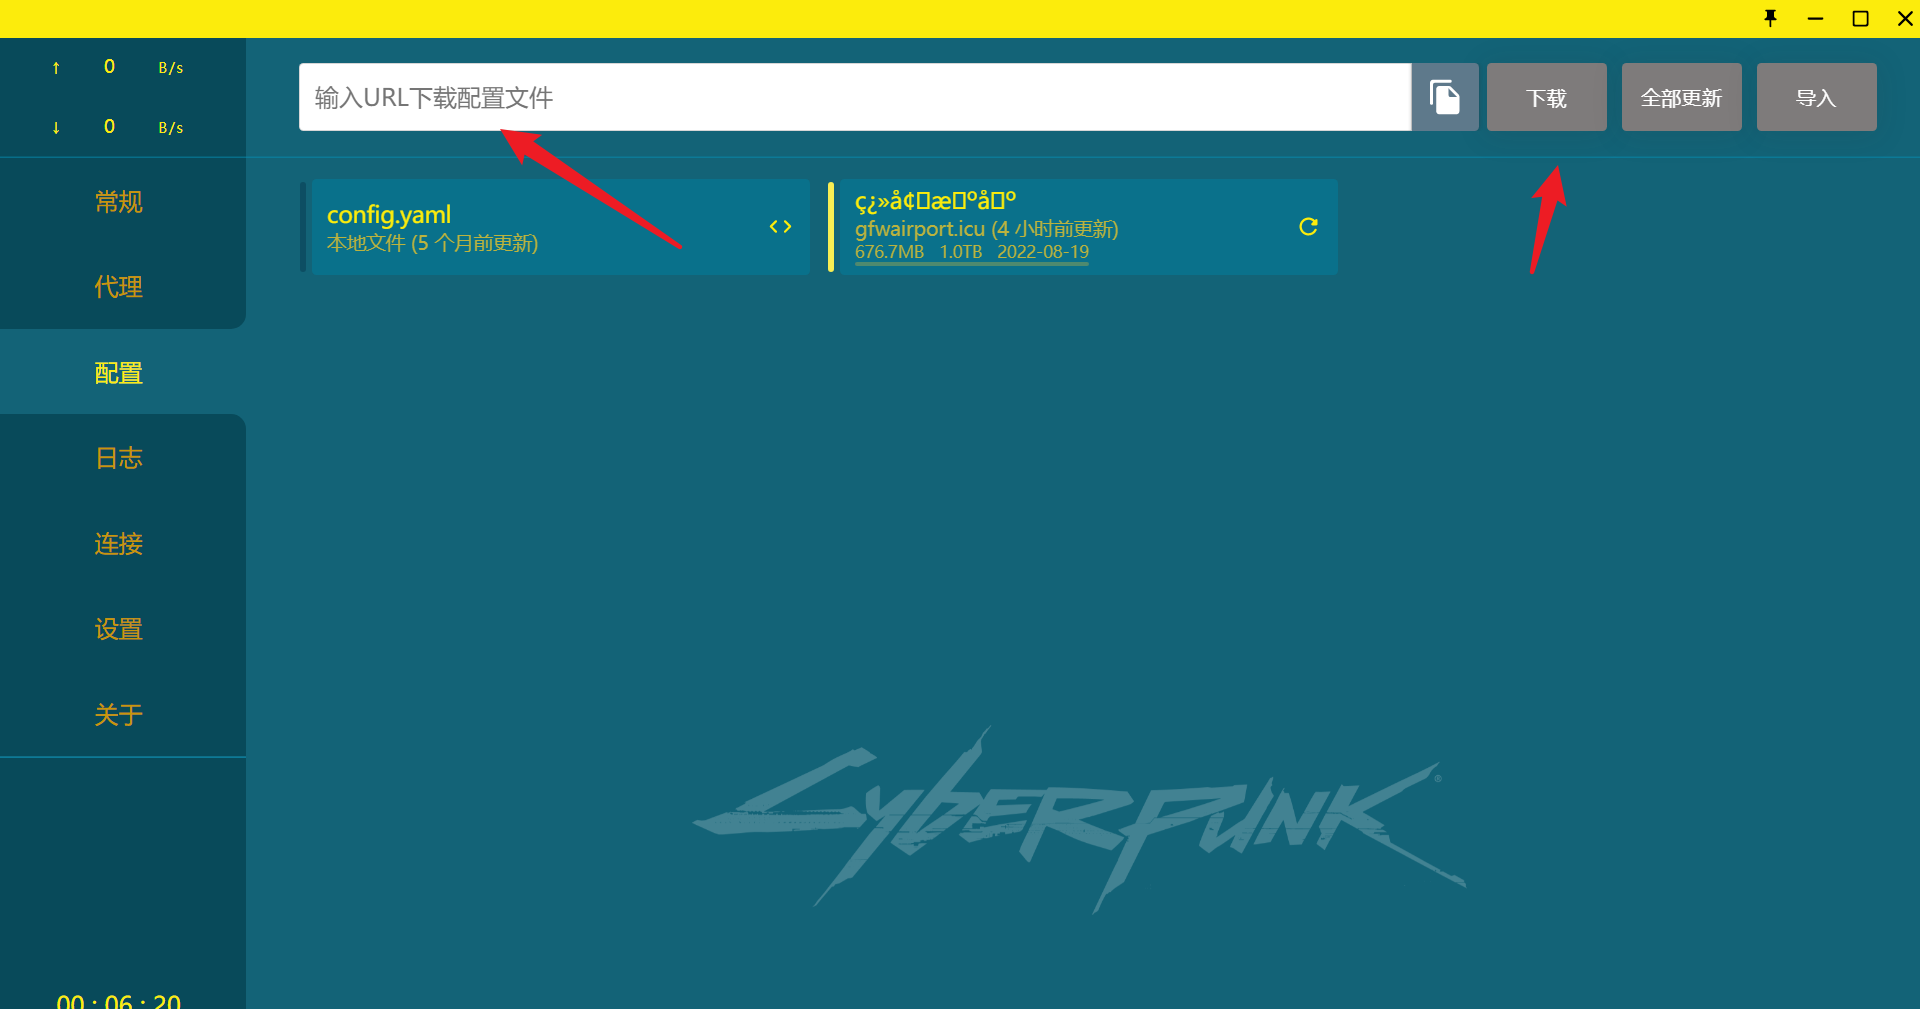 ↑ 0 B/s
↓ 0 B/s
常规
代理
配置
日志
连接
设置
关于
00 : 06 : 20
输入URL下载配置文件
下载
全部更新
导入
config.yaml
本地文件 (5 个月前更新)
ç¿»å¢□æ□ºå□º
gfwairport.icu (4 小时前更新)
676.7MB 1.0TB 2022-08-19
CYBERPUNK®